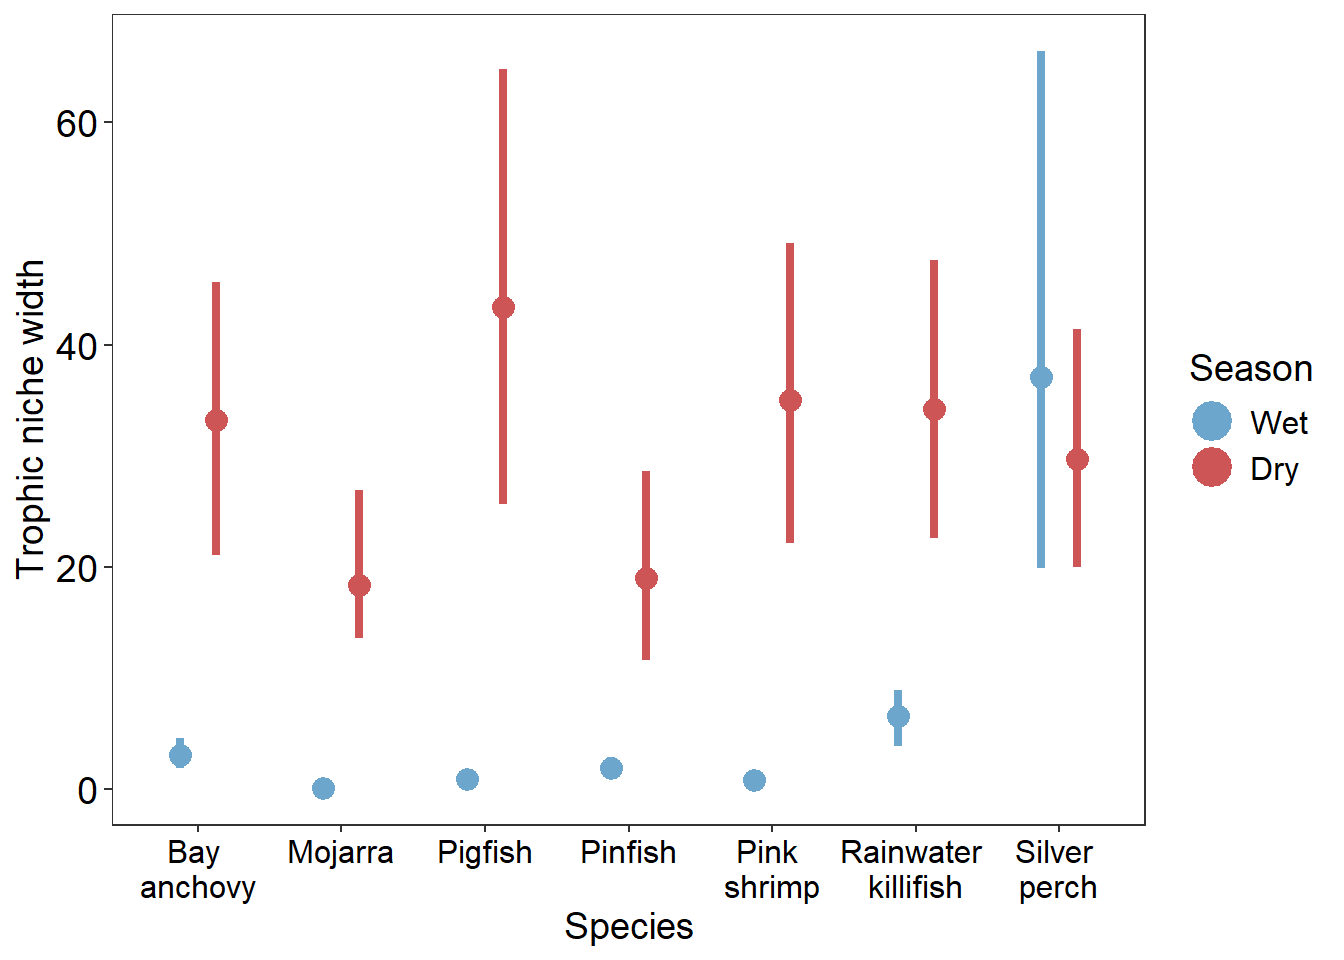 Trophic niche width
60
40
20
0
Bay
anchovy
Mojarra
Pigfish
Pinfish
Pink
shrimp
Rainwater
killifish
Silver
perch
Species
Season
Wet
Dry